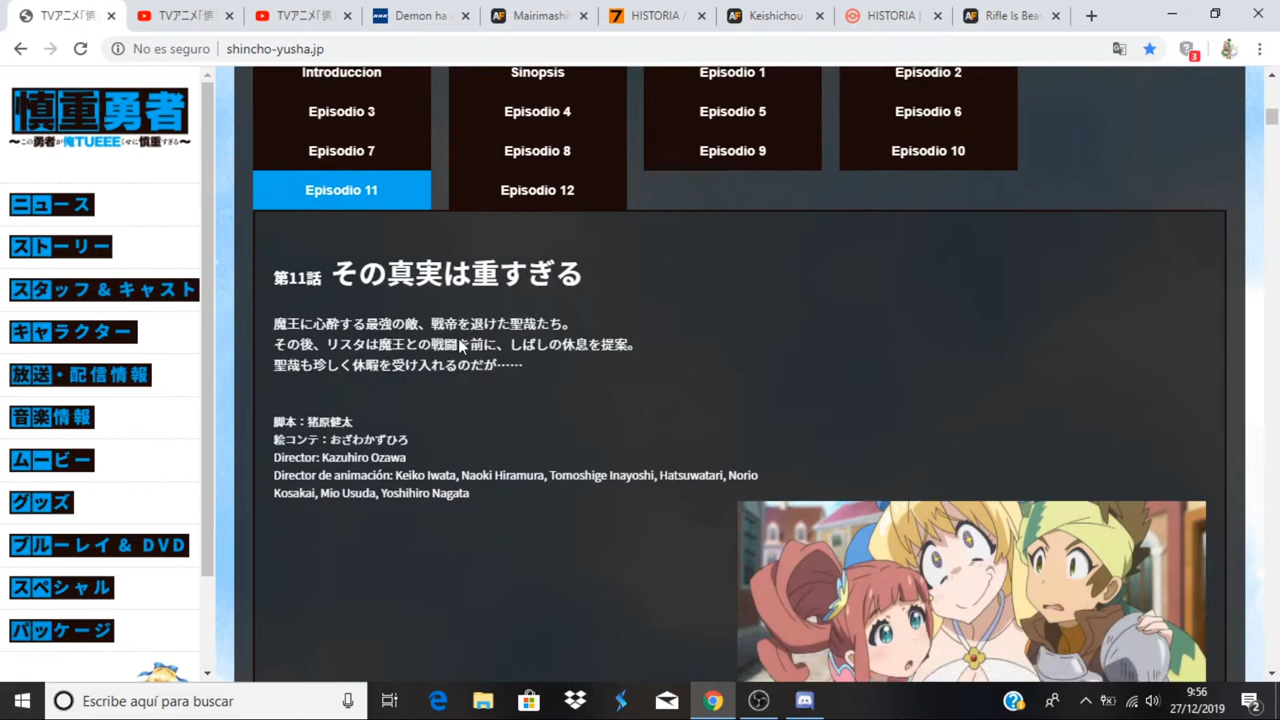 TVアニメ「慎
TVアニメ「慎
TVアニメ「慎
Demon ha
Mairimashi
HISTORIA /
Keishichou
HISTORIA |
Rifle Is Bea
No es seguro
shincho-yusha.jp
3
慎重勇者
〜この勇者が俺TUEEEくせに慎重すぎる〜
ニュース
ストーリー
スタッフ & キャスト
キャラクター
放送・配信情報
音楽情報
ムービー
グッズ
ブルーレイ & DVD
スペシャル
パッケージ
Introduccion
Sinopsis
Episodio 1
Episodio 2
Episodio 3
Episodio 4
Episodio 5
Episodio 6
Episodio 7
Episodio 8
Episodio 9
Episodio 10
Episodio 11
Episodio 12
第11話 その真実は重すぎる
魔王に心酔する最強の敵、戦帝を退けた聖哉たち。
その後、リスタは魔王との戦闘を前に、しばしの休息を提案。
聖哉も珍しく休暇を受け入れるのだが……
脚本：猪原健太
絵コンテ：おざわかずひろ
Director: Kazuhiro Ozawa
Director de animación: Keiko Iwata, Naoki Hiramura, Tomoshige Inayoshi, Hatsuwatari, Norio
Kosakai, Mio Usuda, Yoshihiro Nagata
Escribe aquí para buscar
9:56
27/12/2019
2